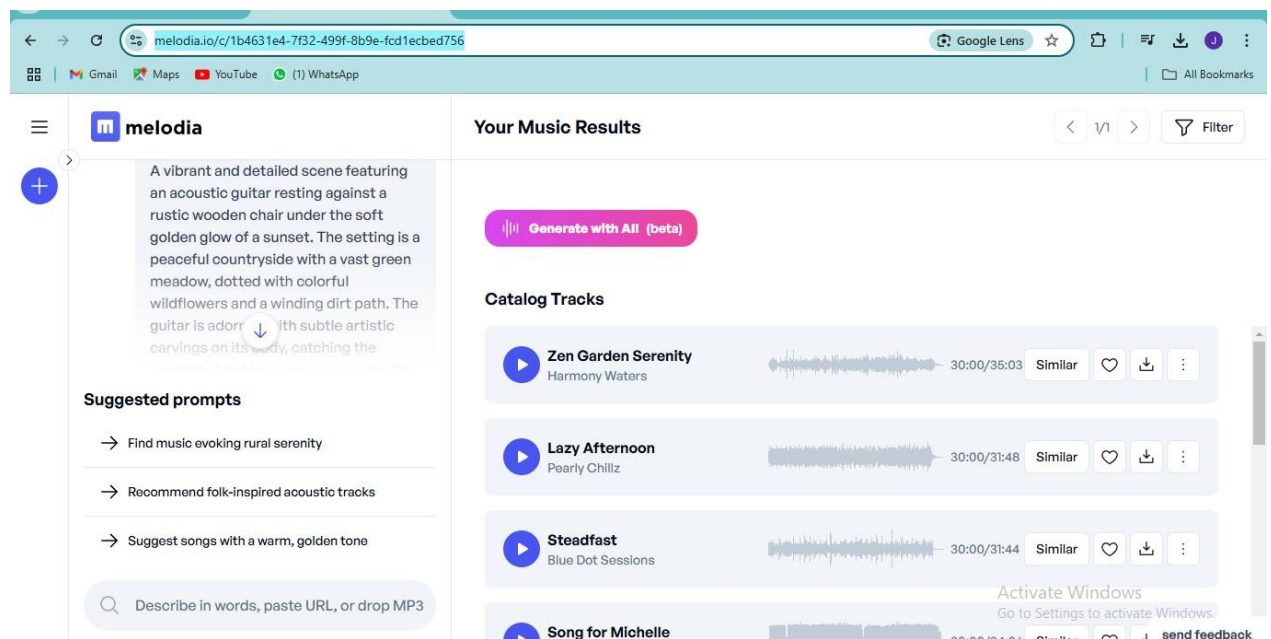 melodia.io/c/1b4631e4-7f32-499f-8b9e-fcd1ecbed756
Google Lens
J
Gmail
Maps
YouTube
(1) WhatsApp
All Bookmarks
m melodia
Your Music Results
1/1
Filter
A vibrant and detailed scene featuring
an acoustic guitar resting against a
rustic wooden chair under the soft
golden glow of a sunset. The setting is a
peaceful countryside with a vast green
meadow, dotted with colorful
wildflowers and a winding dirt path. The
guitar is with subtle artistic
carvings on its body, catching the
Suggested prompts
Find music evoking rural serenity
Recommend folk-inspired acoustic tracks
Suggest songs with a warm, golden tone
Describe in words, paste URL, or drop MP3
Generate with AI! (beta)
Catalog Tracks
Zen Garden Serenity
Harmony Waters
30:00/35:03
Similar
Lazy Afternoon
Pearly Chillz
30:00/31:48
Similar
Steadfast
Blue Dot Sessions
30:00/31:44
Similar
Song for Michelle
Activate Windows
Go to Settings to activate Windows.
send feedback